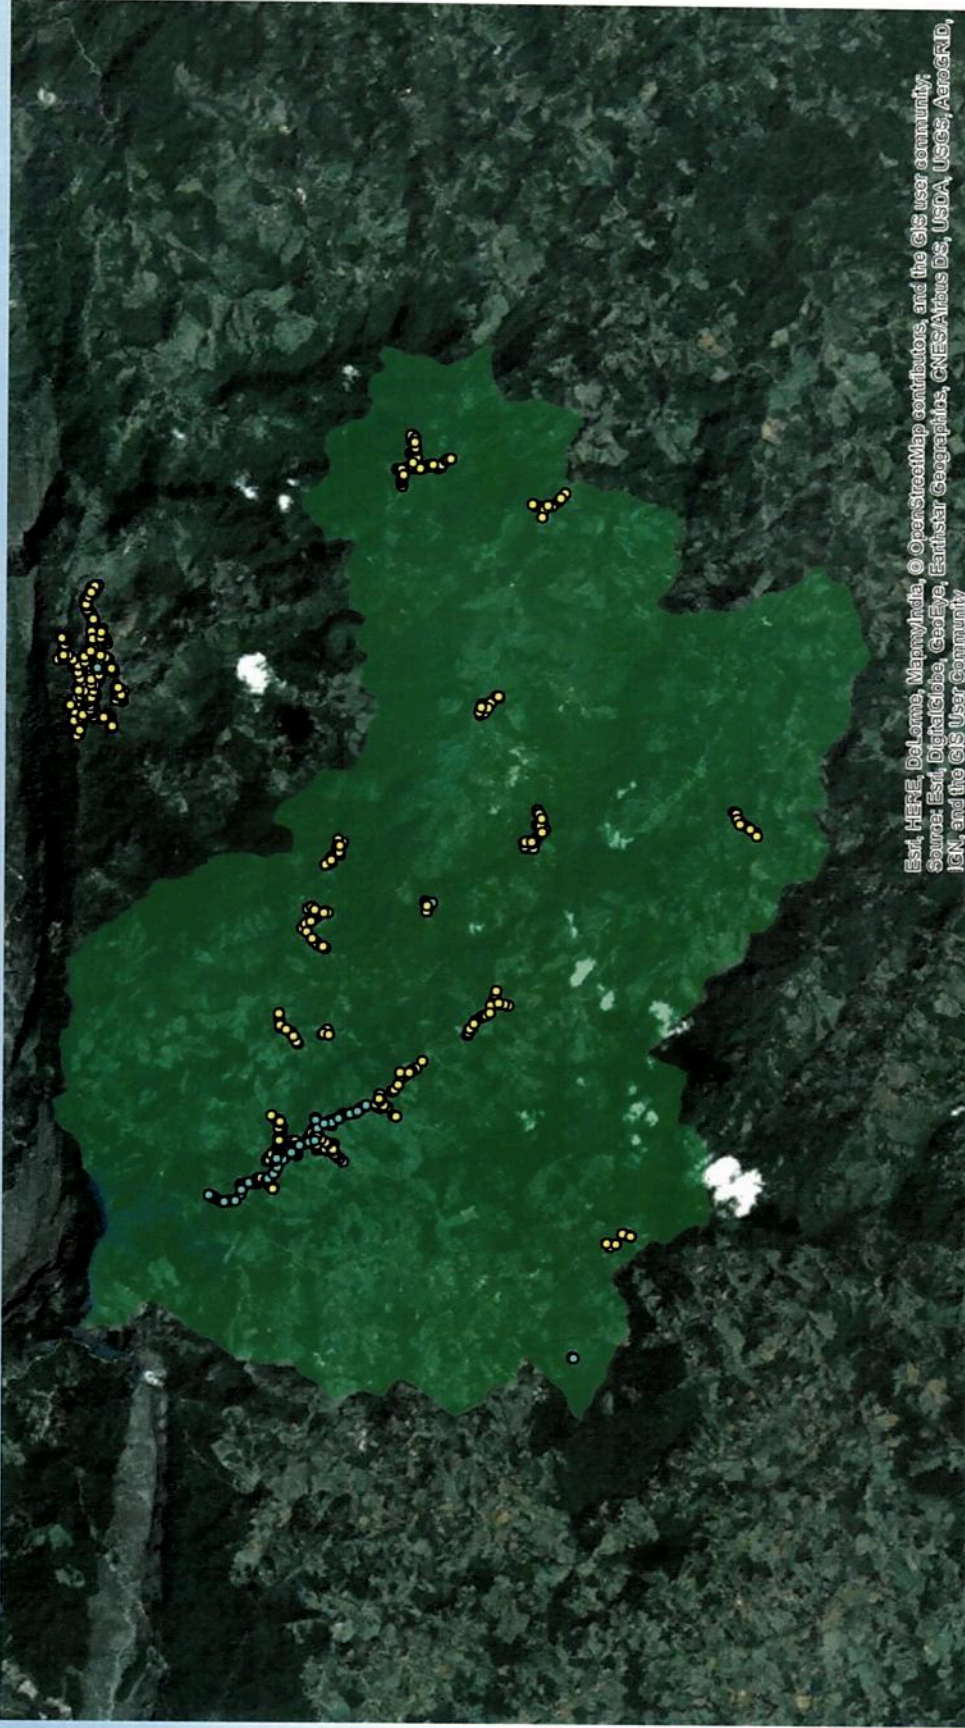 Esri, HERE, DeLorme, MapmyIndia, © OpenStreetMap contributors, and the GIS user community;
Source: Esri, DigitalGlobe, GeoEye, Earthstar Geographics, CNES/Airbus DS, USDA, USGS, AeroGRID,
IGN, and the GIS User Community